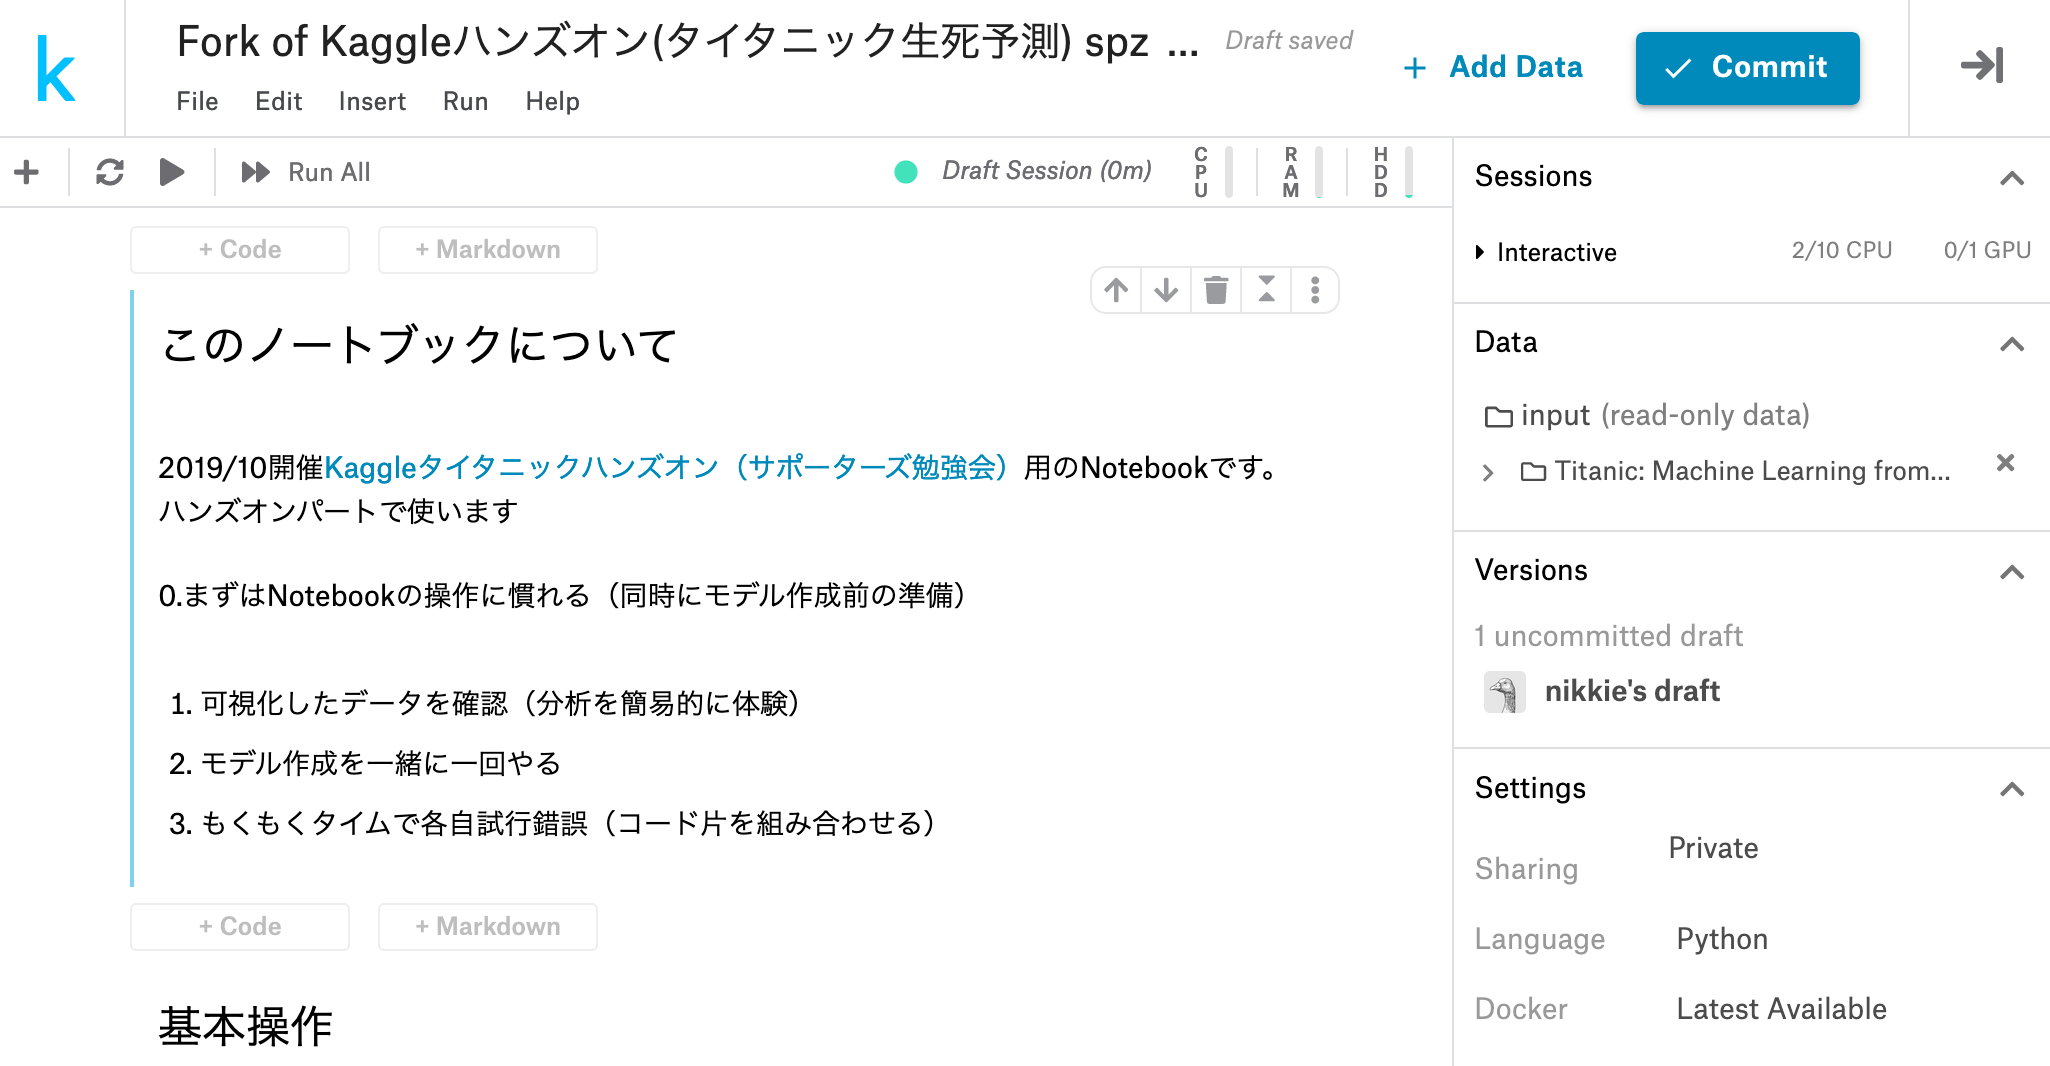 k
Fork of Kaggleハンズオン(タイタニック生死予測) spz ...
Draft saved
File Edit Insert Run Help
+ Add Data
Commit
Run All
Draft Session (0m)
CPU
RAM
HDD
+ Code
+ Markdown
このノートブックについて
2019/10開催Kaggleタイタニックハンズオン（サポーターズ勉強会）用のNotebookです。
ハンズオンパートで使います
0.まずはNotebookの操作に慣れる（同時にモデル作成前の準備）
1. 可視化したデータを確認（分析を簡易的に体験）
2. モデル作成を一緒に一回やる
3. もくもくタイムで各自試行錯誤（コード片を組み合わせる）
+ Code
+ Markdown
基本操作
Sessions
Interactive 2/10 CPU 0/1 GPU
Data
input (read-only data)
Titanic: Machine Learning from...
Versions
1 uncommitted draft
nikkie's draft
Settings
Sharing Private
Language Python
Docker Latest Available